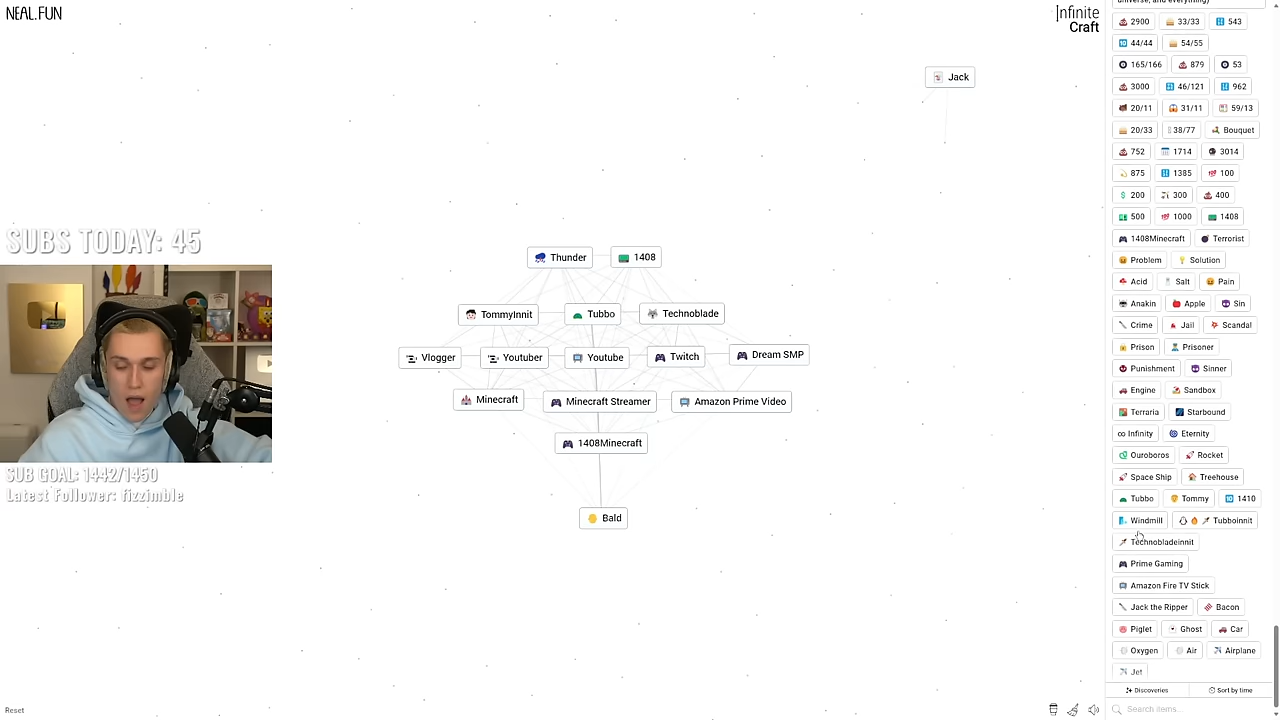 NEAL.FUN
Infinite
Craft
universe, and everything)
2900 33/33 543
44/44 54/55
165/166 879 53
3000 46/121 962
20/11 31/11 59/13
20/33 38/77 Bouquet
752 1714 3014
875 1385 100
200 300 400
500 1000 1408
1408Minecraft Terrorist
Problem Solution
Acid Salt Pain
Anakin Apple Sin
Crime Jail Scandal
Prison Prisoner
Punishment Sinner
Engine Sandbox
Terraria Starbound
Infinity Eternity
Ouroboros Rocket
Space Ship Treehouse
Tubbo Tommy 1410
Windmill Tubboinnit
Technobladeinnit
Prime Gaming
Amazon Fire TV Stick
Jack the Ripper Bacon
Piglet Ghost Car
Oxygen Air Airplane
Jet
Discoveries Sort by time
Search items...
Jack
Thunder 1408
TommyInnit Tubbo Technoblade
Vlogger Youtuber Youtube Twitch Dream SMP
Minecraft Minecraft Streamer Amazon Prime Video
1408Minecraft
Bald
SUBS TODAY: 45
SUB GOAL: 1442/1450
Latest Follower: fizzimble
Reset